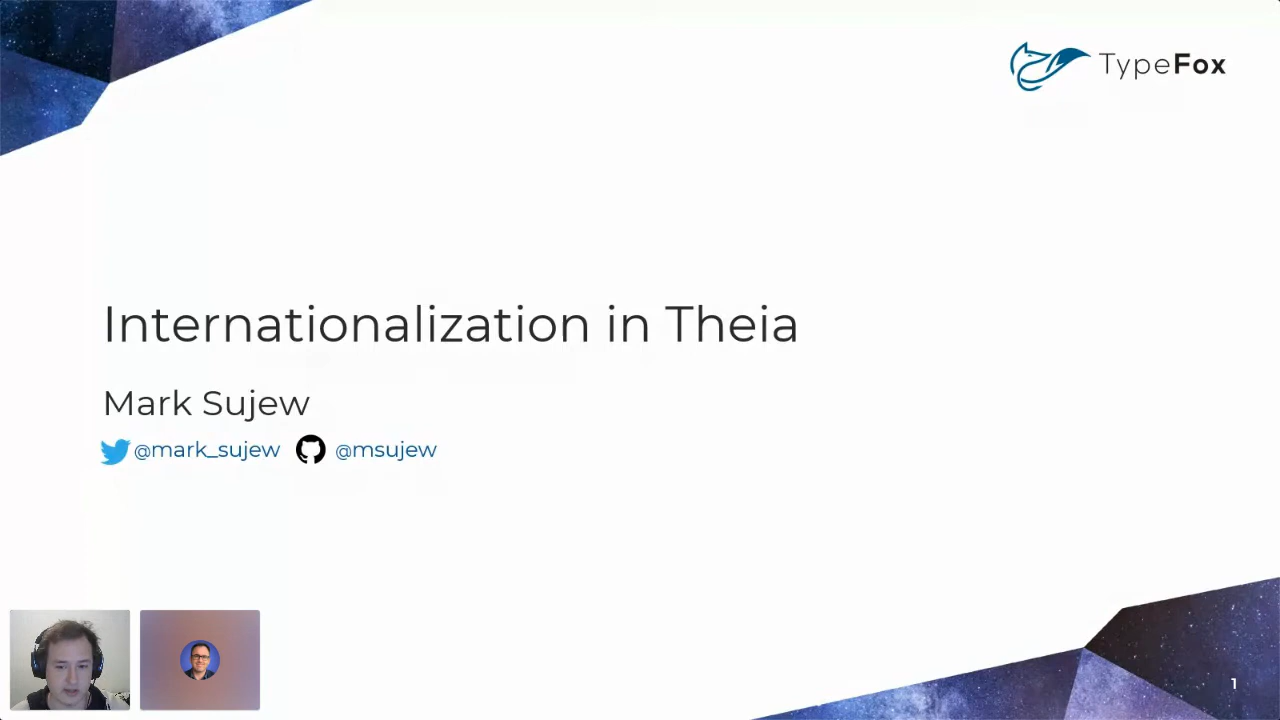 TypeFox
Internationalization in Theia
Mark Sujew
@mark_sujew @msujew
1